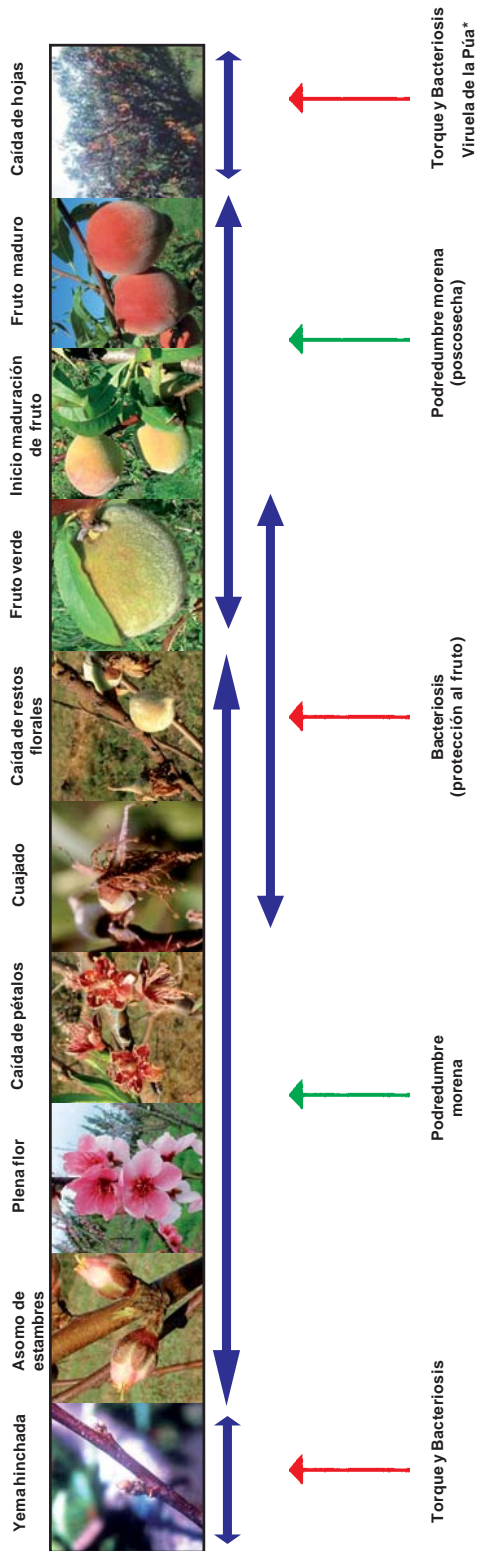 Yema hinchada
Asomo de
estambres
Plena flor
Caída de pétalos
Cuajado
Caída de restos
florales
Fruto verde
Inicio maduración
de fruto
Fruto maduro
Caída de hojas
Torque y Bacteriosis
Podredumbre
morena
Bacteriosis
(protección al fruto)
Podredumbre morena
(poscosecha)
Torque y Bacteriosis
Viruela de la Púa*